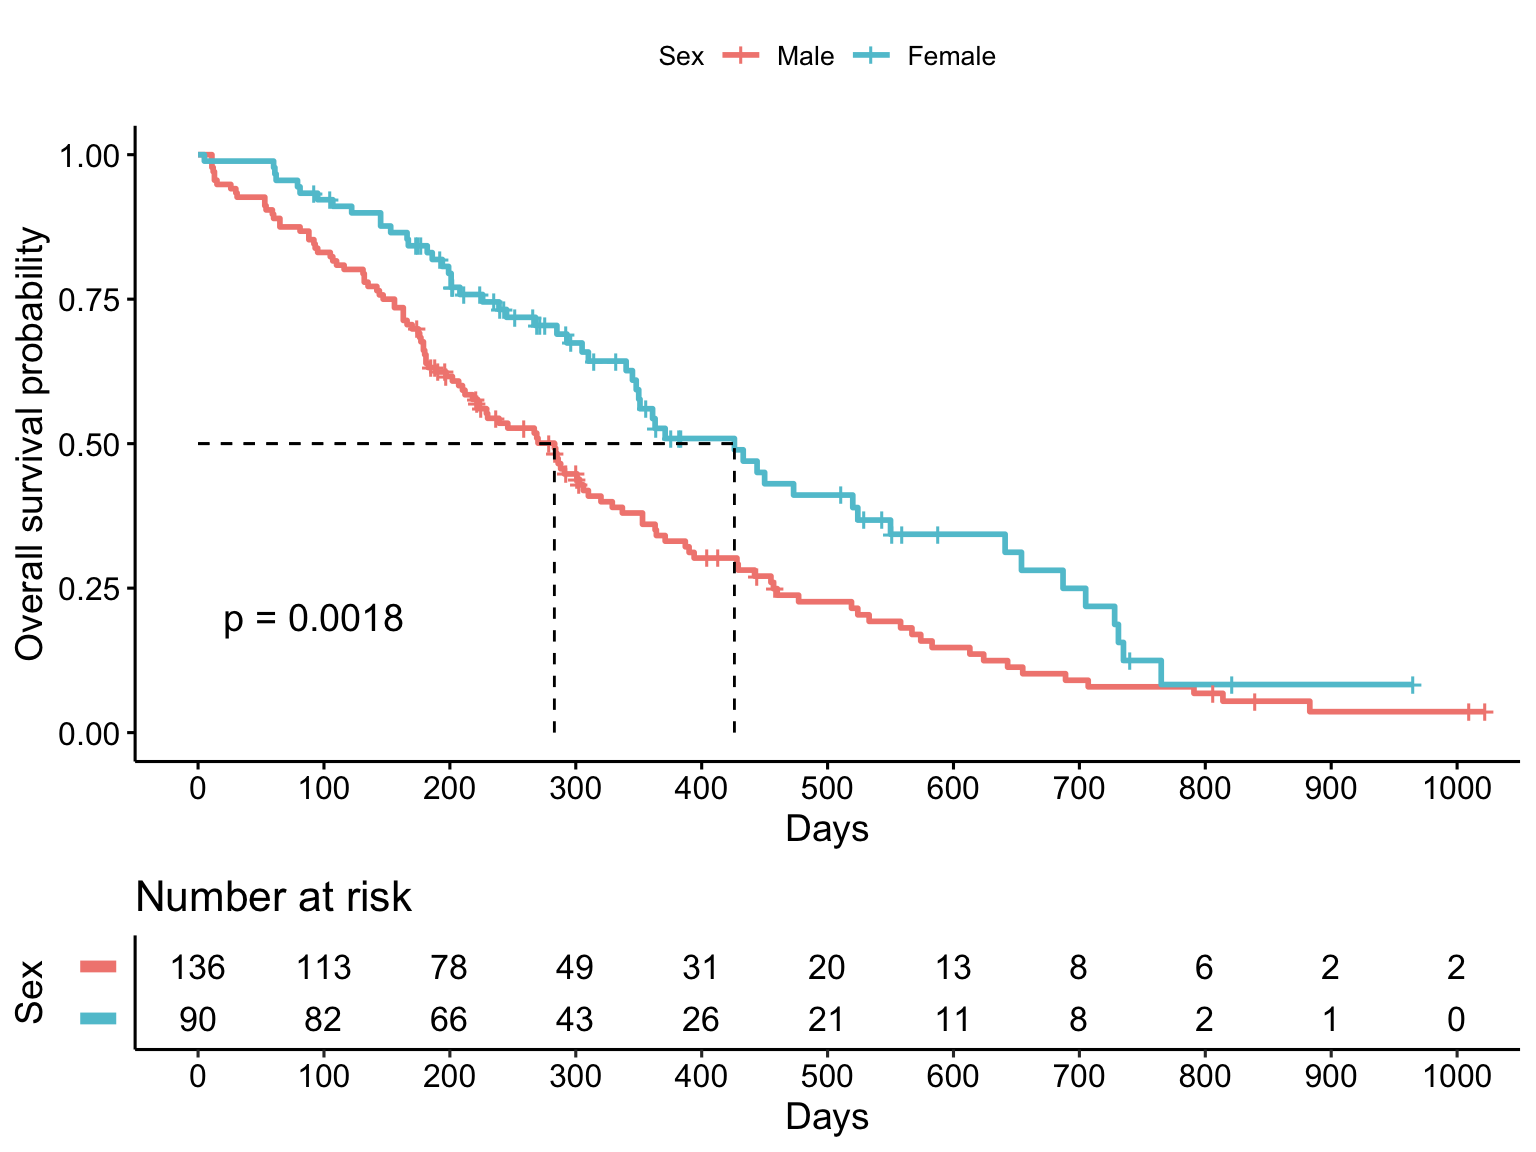 Sex Male Female
Overall survival probability
1.00
0.75
0.50
0.25
0.00
p = 0.0018
0 100 200 300 400 500 600 700 800 900 1000
Days
Number at risk
Sex
136 113 78 49 31 20 13 8 6 2 2
90 82 66 43 26 21 11 8 2 1 0
0 100 200 300 400 500 600 700 800 900 1000
Days